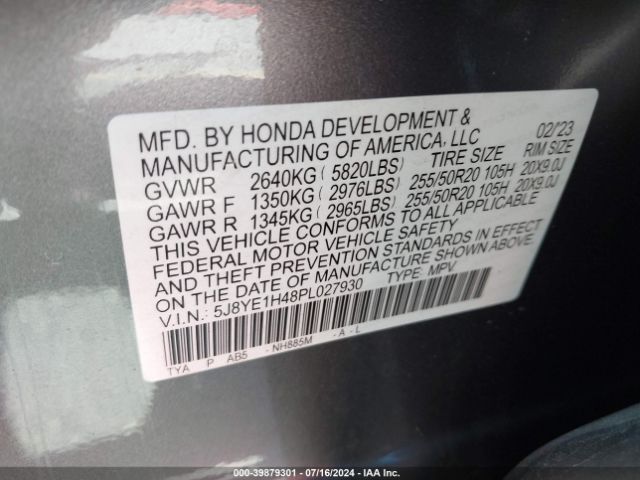 MFD. BY HONDA DEVELOPMENT &
MANUFACTURING OF AMERICA, LLC 02/23
GVWR 2640KG ( 5820LBS) TIRE SIZE RIM SIZE
GAWR F 1350KG ( 2976LBS) 255/50R20 105H 20X9.0J
GAWR R 1345KG ( 2965LBS) 255/50R20 105H 20X9.0J
THIS VEHICLE CONFORMS TO ALL APPLICABLE
FEDERAL MOTOR VEHICLE SAFETY
AND THEFT PREVENTION STANDARDS IN EFFECT
ON THE DATE OF MANUFACTURE SHOWN ABOVE.
V.I.N.: 5J8YE1H48PL027930 TYPE: MPV
TYA P AB5 - NH885M - A - L
000-39879301 / 07/16/2024 / IAA Inc.